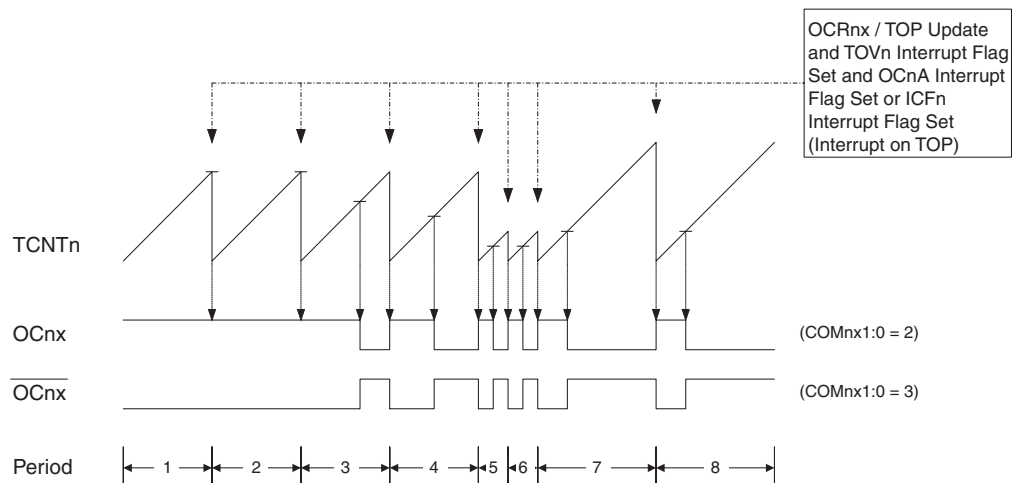 OCRnx / TOP Update
and TOVn Interrupt Flag
Set and OCnA Interrupt
Flag Set or ICFn
Interrupt Flag Set
(Interrupt on TOP)
TCNTn
OCnx
(COMnx1:0 = 2)
OCnx
(COMnx1:0 = 3)
Period 1 2 3 4 5 6 7 8